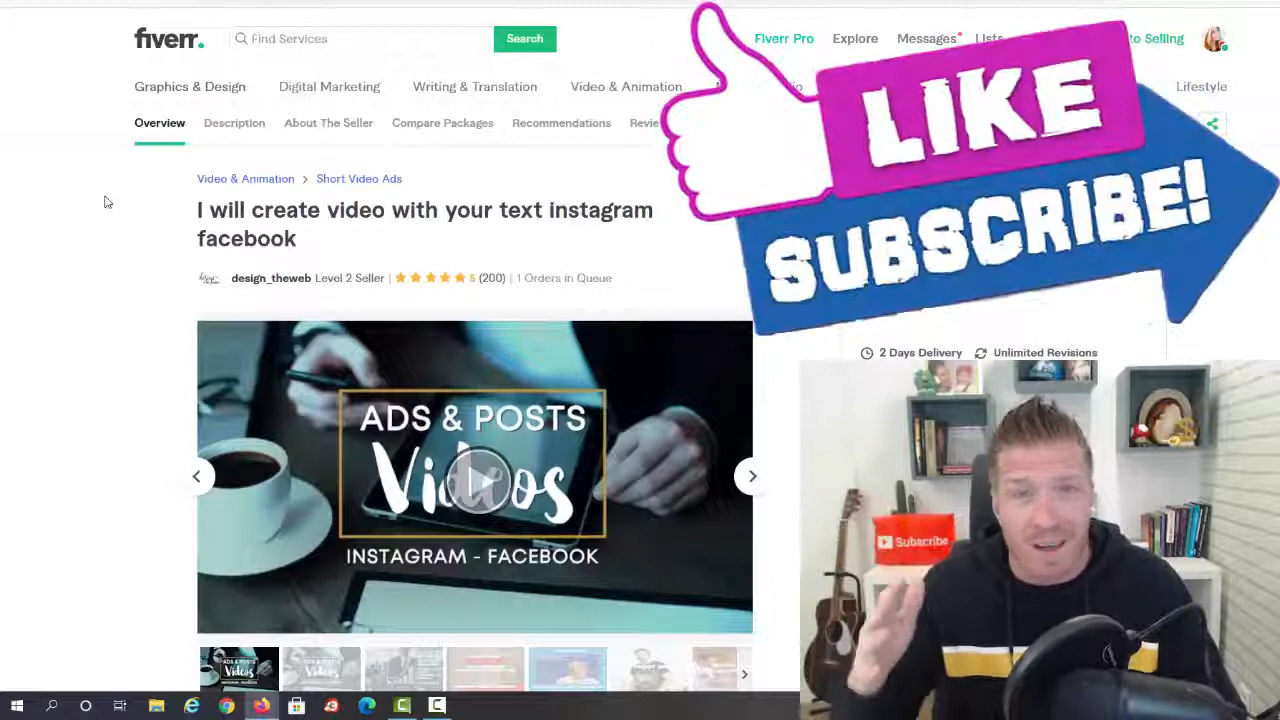 fiverr.
Find Services
Search
Fiverr Pro
Explore
Messages
Lists
to Selling
Graphics & Design
Digital Marketing
Writing & Translation
Video & Animation
Lifestyle
Overview
Description
About The Seller
Compare Packages
Recommendations
LIKE
SUBSCRIBE!
Video & Animation > Short Video Ads
I will create video with your text instagram
facebook
design_theweb Level 2 Seller 5 (200) | 1 Orders in Queue
2 Days Delivery
Unlimited Revisions
ADS & POSTS
Videos
INSTAGRAM - FACEBOOK
Subscribe
ADS & POSTS
Videos